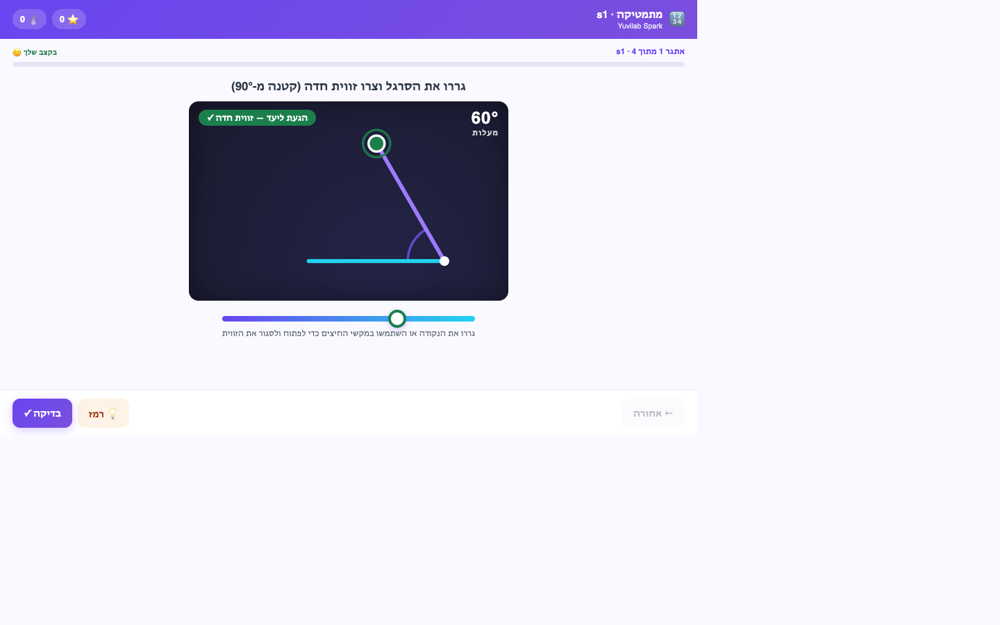 מתמטיקה · s1
Yuvilab Spark
0
0
אתגר 1 מתוך 4 · s1
בקצב שלך
גררו את הסרגל וצרו זווית חדה (קטנה מ-90°)
60°
מעלות
הגעת ליעד — זווית חדה ✓
גררו את הנקודה או השתמשו במקשי החיצים כדי לפתוח ולסגור את הזווית
← אחורה
רמז
בדיקה ✓